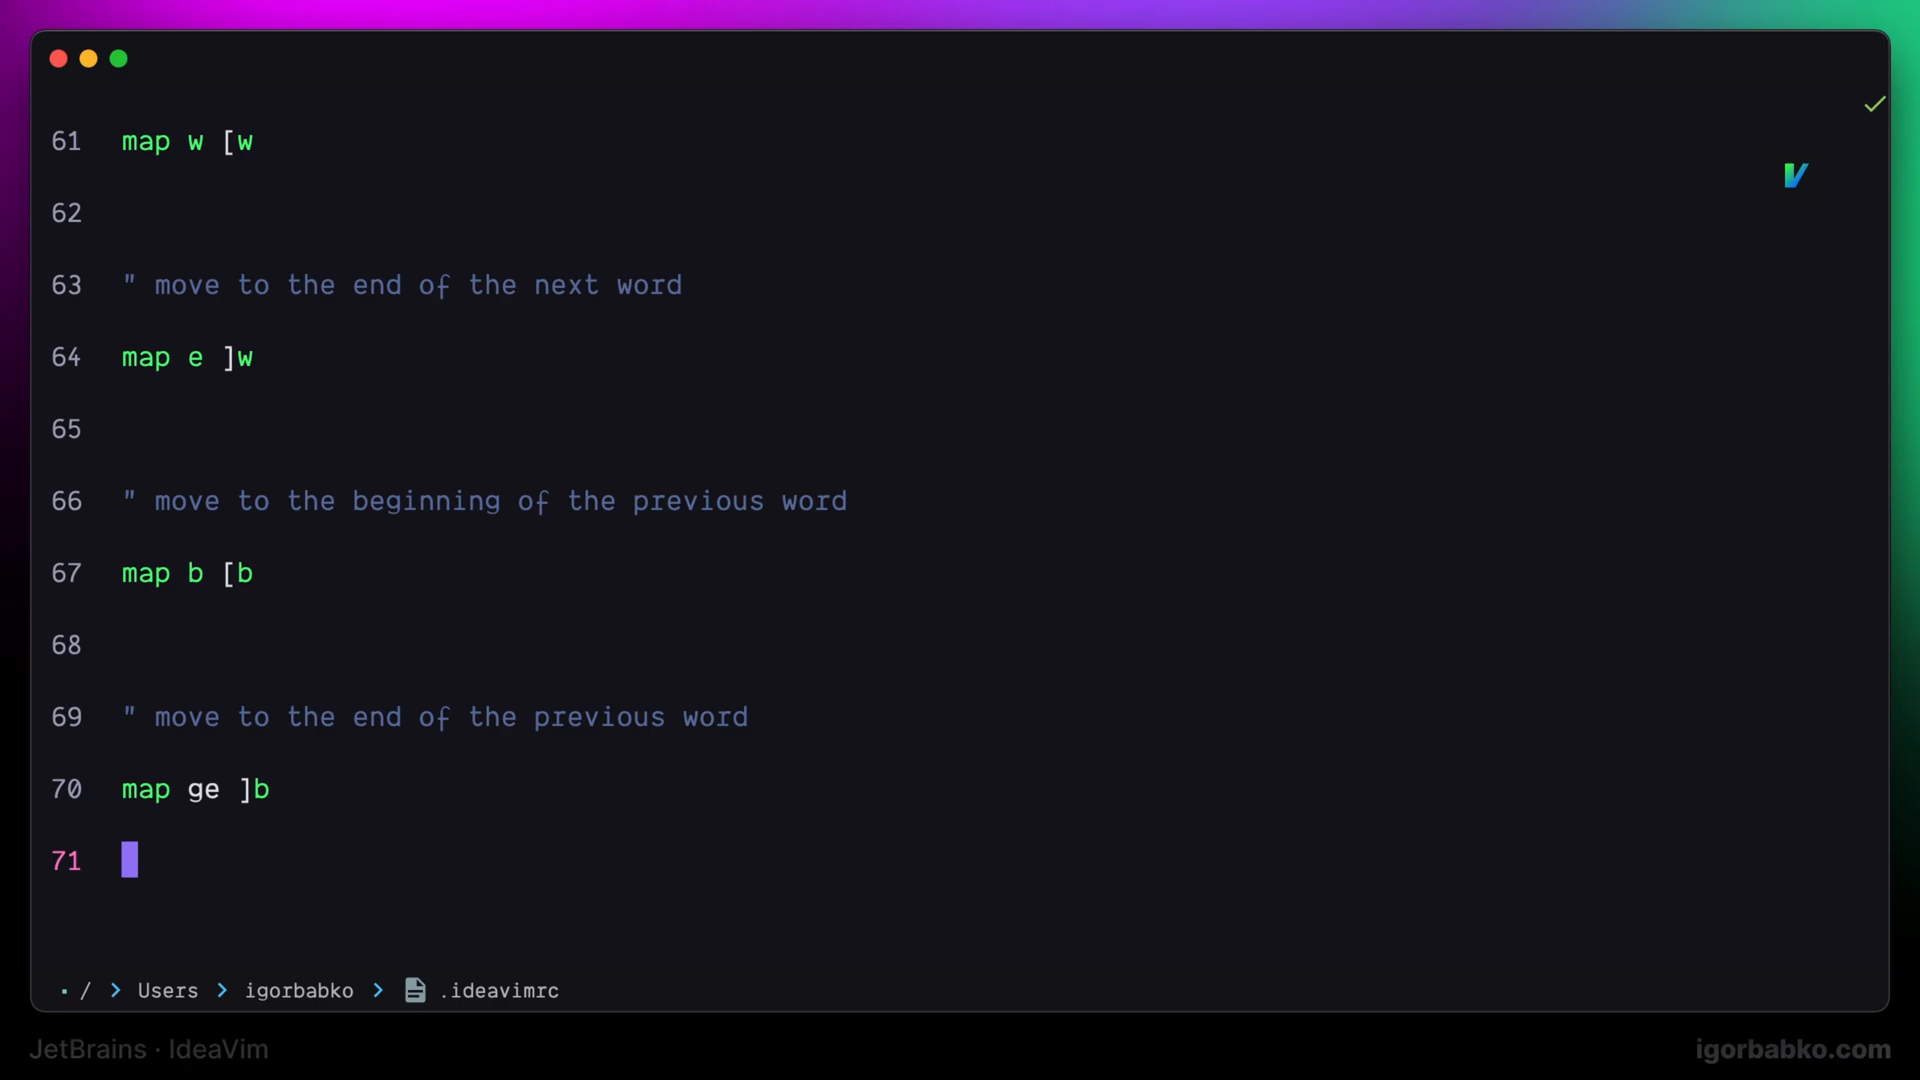 61 map w [w
62
63 " move to the end of the next word
64 map e ]w
65
66 " move to the beginning of the previous word
67 map b [b
68
69 " move to the end of the previous word
70 map ge ]b
71
/ > Users > igorbabko > .ideavimrc
JetBrains · IdeaVim
igorbabko.com